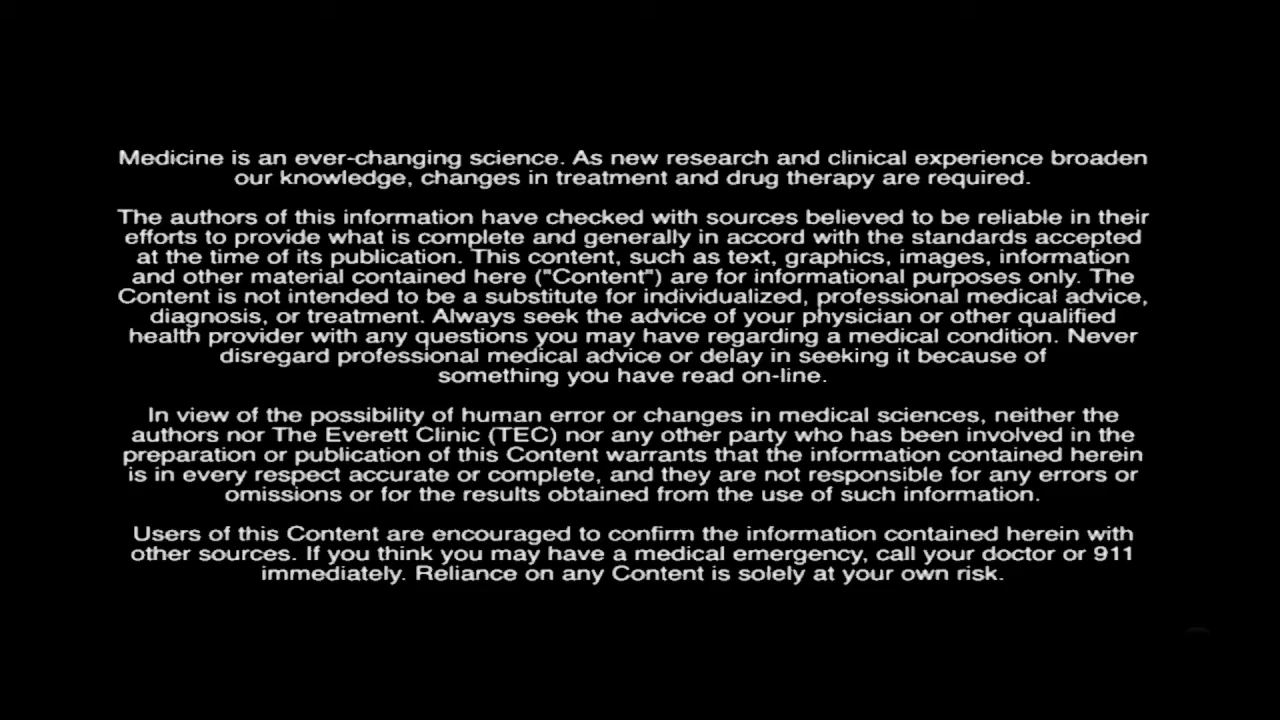 Medicine is an ever-changing science. As new research and clinical experience broaden
our knowledge, changes in treatment and drug therapy are required.
The authors of this information have checked with sources believed to be reliable in their
efforts to provide what is complete and generally in accord with the standards accepted
at the time of its publication. This content, such as text, graphics, images, information
and other material contained here ("Content") are for informational purposes only. The
Content is not intended to be a substitute for individualized, professional medical advice,
diagnosis, or treatment. Always seek the advice of your physician or other qualified
health provider with any questions you may have regarding a medical condition. Never
disregard professional medical advice or delay in seeking it because of
something you have read on-line.
In view of the possibility of human error or changes in medical sciences, neither the
authors nor The Everett Clinic (TEC) nor any other party who has been involved in the
preparation or publication of this Content warrants that the information contained herein
is in every respect accurate or complete, and they are not responsible for any errors or
omissions or for the results obtained from the use of such information.
Users of this Content are encouraged to confirm the information contained herein with
other sources. If you think you may have a medical emergency, call your doctor or 911
immediately. Reliance on any Content is solely at your own risk.